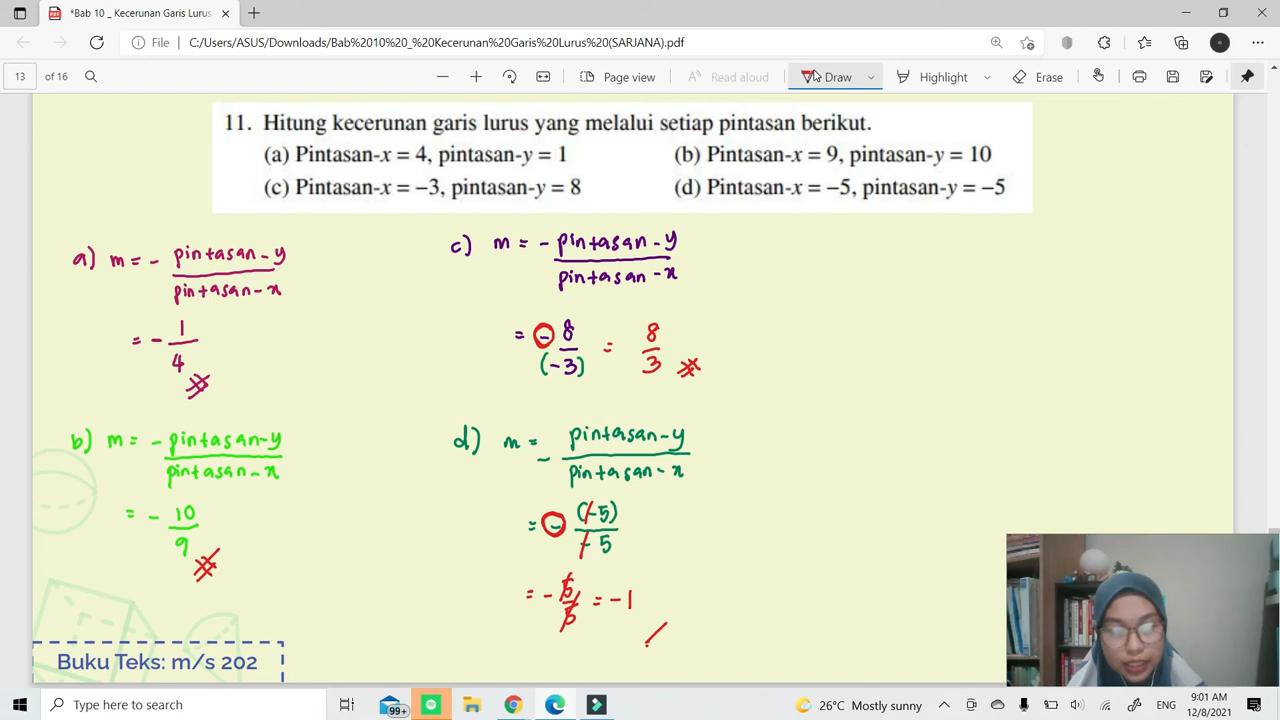 *Bab 10 _ Kecerunan Garis Lurus
File C:/Users/ASUS/Downloads/Bab%2010%20_%20Kecerunan%20Garis%20Lurus%20(SARJANA).pdf
13 of 16 Page view Read aloud Draw Highlight Erase
11. Hitung kecerunan garis lurus yang melalui setiap pintasan berikut.
(a) Pintasan-x = 4, pintasan-y = 1 (b) Pintasan-x = 9, pintasan-y = 10
(c) Pintasan-x = −3, pintasan-y = 8 (d) Pintasan-x = −5, pintasan-y = −5
a) m = - pintasan-y
pintasan-x
= - 1
4
b) m = - pintasan-y
pintasan-x
= - 10
9
c) m = - pintasan-y
pintasan-x
= - 8 = 8
(-3) 3
d) m = - pintasan-y
pintasan-x
= - (-5)
-5
= - 5 = -1
5
Buku Teks: m/s 202
Type here to search
99+
26°C Mostly sunny
ENG
9:01 AM
12/8/2021